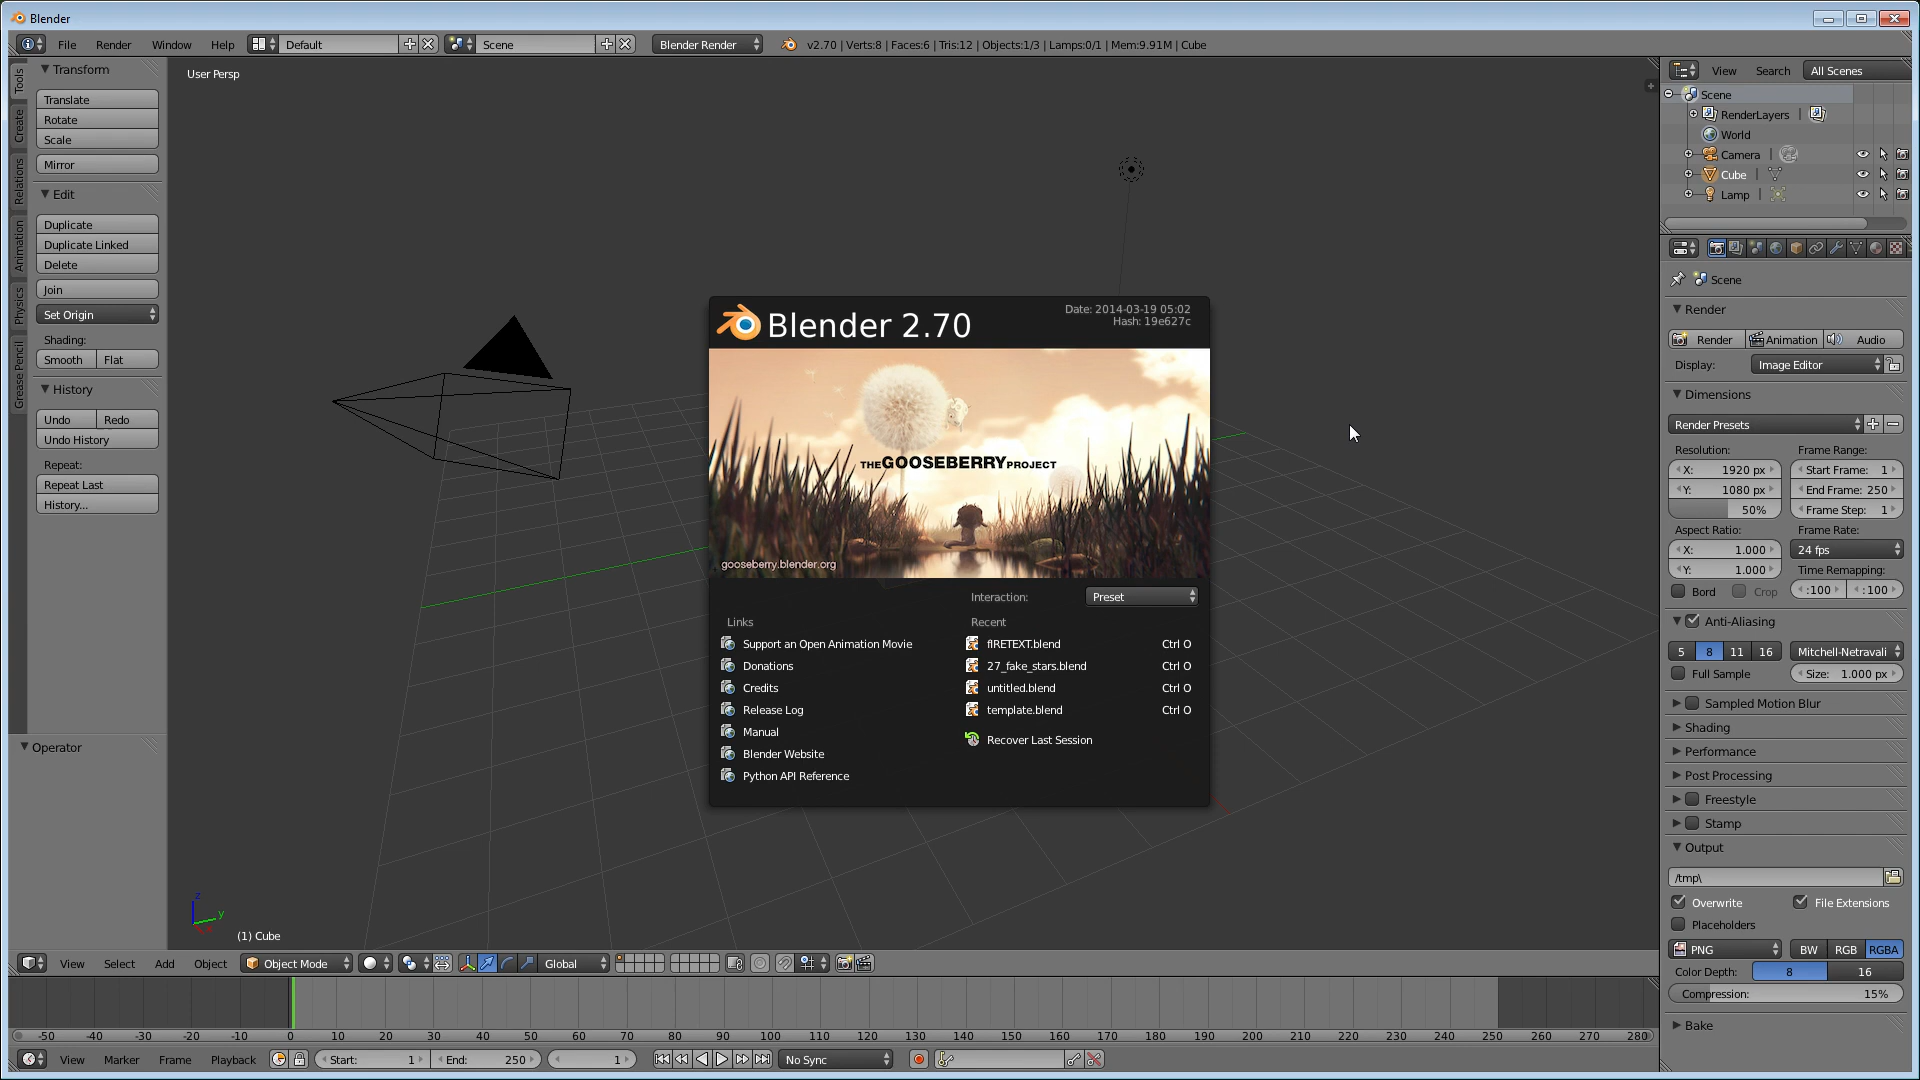 Blender
File Render Window Help Default Scene Blender Render v2.70 | Verts:8 | Faces:6 | Tris:12 | Objects:1/3 | Lamps:0/1 | Mem:9.91M | Cube
Tools
Create
Relations
Animation
Physics
Grease Pencil
Transform
Translate
Rotate
Scale
Mirror
Edit
Duplicate
Duplicate Linked
Delete
Join
Set Origin
Shading:
Smooth Flat
History
Undo Redo
Undo History
Repeat:
Repeat Last
History...
Operator
User Persp
Blender 2.70
Date: 2014-03-19 05:02
Hash: 19e627c
THEGOOSEBERRYPROJECT
gooseberry.blender.org
Interaction: Preset
Links
Support an Open Animation Movie
Donations
Credits
Release Log
Manual
Blender Website
Python API Reference
Recent
fIRETEXT.blend Ctrl O
27_fake_stars.blend Ctrl O
untitled.blend Ctrl O
template.blend Ctrl O
Recover Last Session
z
y
x
(1) Cube
View Select Add Object Object Mode Global
-50 -40 -30 -20 -10 0 10 20 30 40 50 60 70 80 90 100 110 120 130 140 150 160 170 180 190 200 210 220 230 240 250 260 270 280
View Marker Frame Playback Start: 1 End: 250 1 No Sync
View Search All Scenes
Scene
RenderLayers |
World
Camera |
Cube |
Lamp |
Scene
Render
Render Animation Audio
Display: Image Editor
Dimensions
Render Presets
Resolution: Frame Range:
X: 1920 px Start Frame: 1
Y: 1080 px End Frame: 250
50% Frame Step: 1
Aspect Ratio: Frame Rate:
X: 1.000 24 fps
Y: 1.000 Time Remapping:
Bord Crop :100 :100
Anti-Aliasing
5 8 11 16 Mitchell-Netravali
Full Sample Size: 1.000 px
Sampled Motion Blur
Shading
Performance
Post Processing
Freestyle
Stamp
Output
/tmp\
Overwrite File Extensions
Placeholders
PNG BW RGB RGBA
Color Depth: 8 16
Compression: 15%
Bake